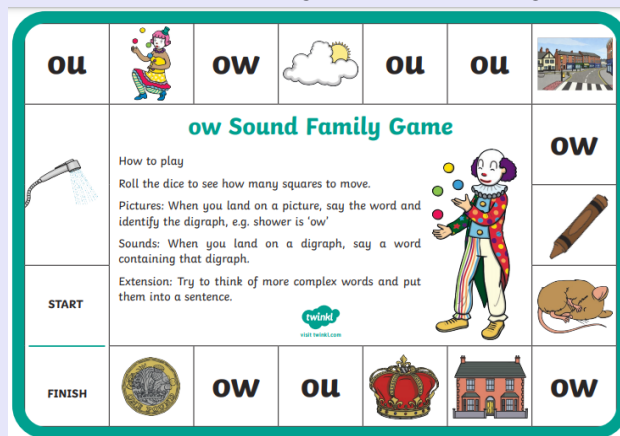 ou
ow
ou
ou
ow Sound Family Game
ow
How to play
Roll the dice to see how many squares to move.
Pictures: When you land on a picture, say the word and
identify the digraph, e.g. shower is ‘ow’
Sounds: When you land on a digraph, say a word
containing that digraph.
Extension: Try to think of more complex words and put
them into a sentence.
twinkl
visit twinkl.com
START
FINISH
ow
ou
ow